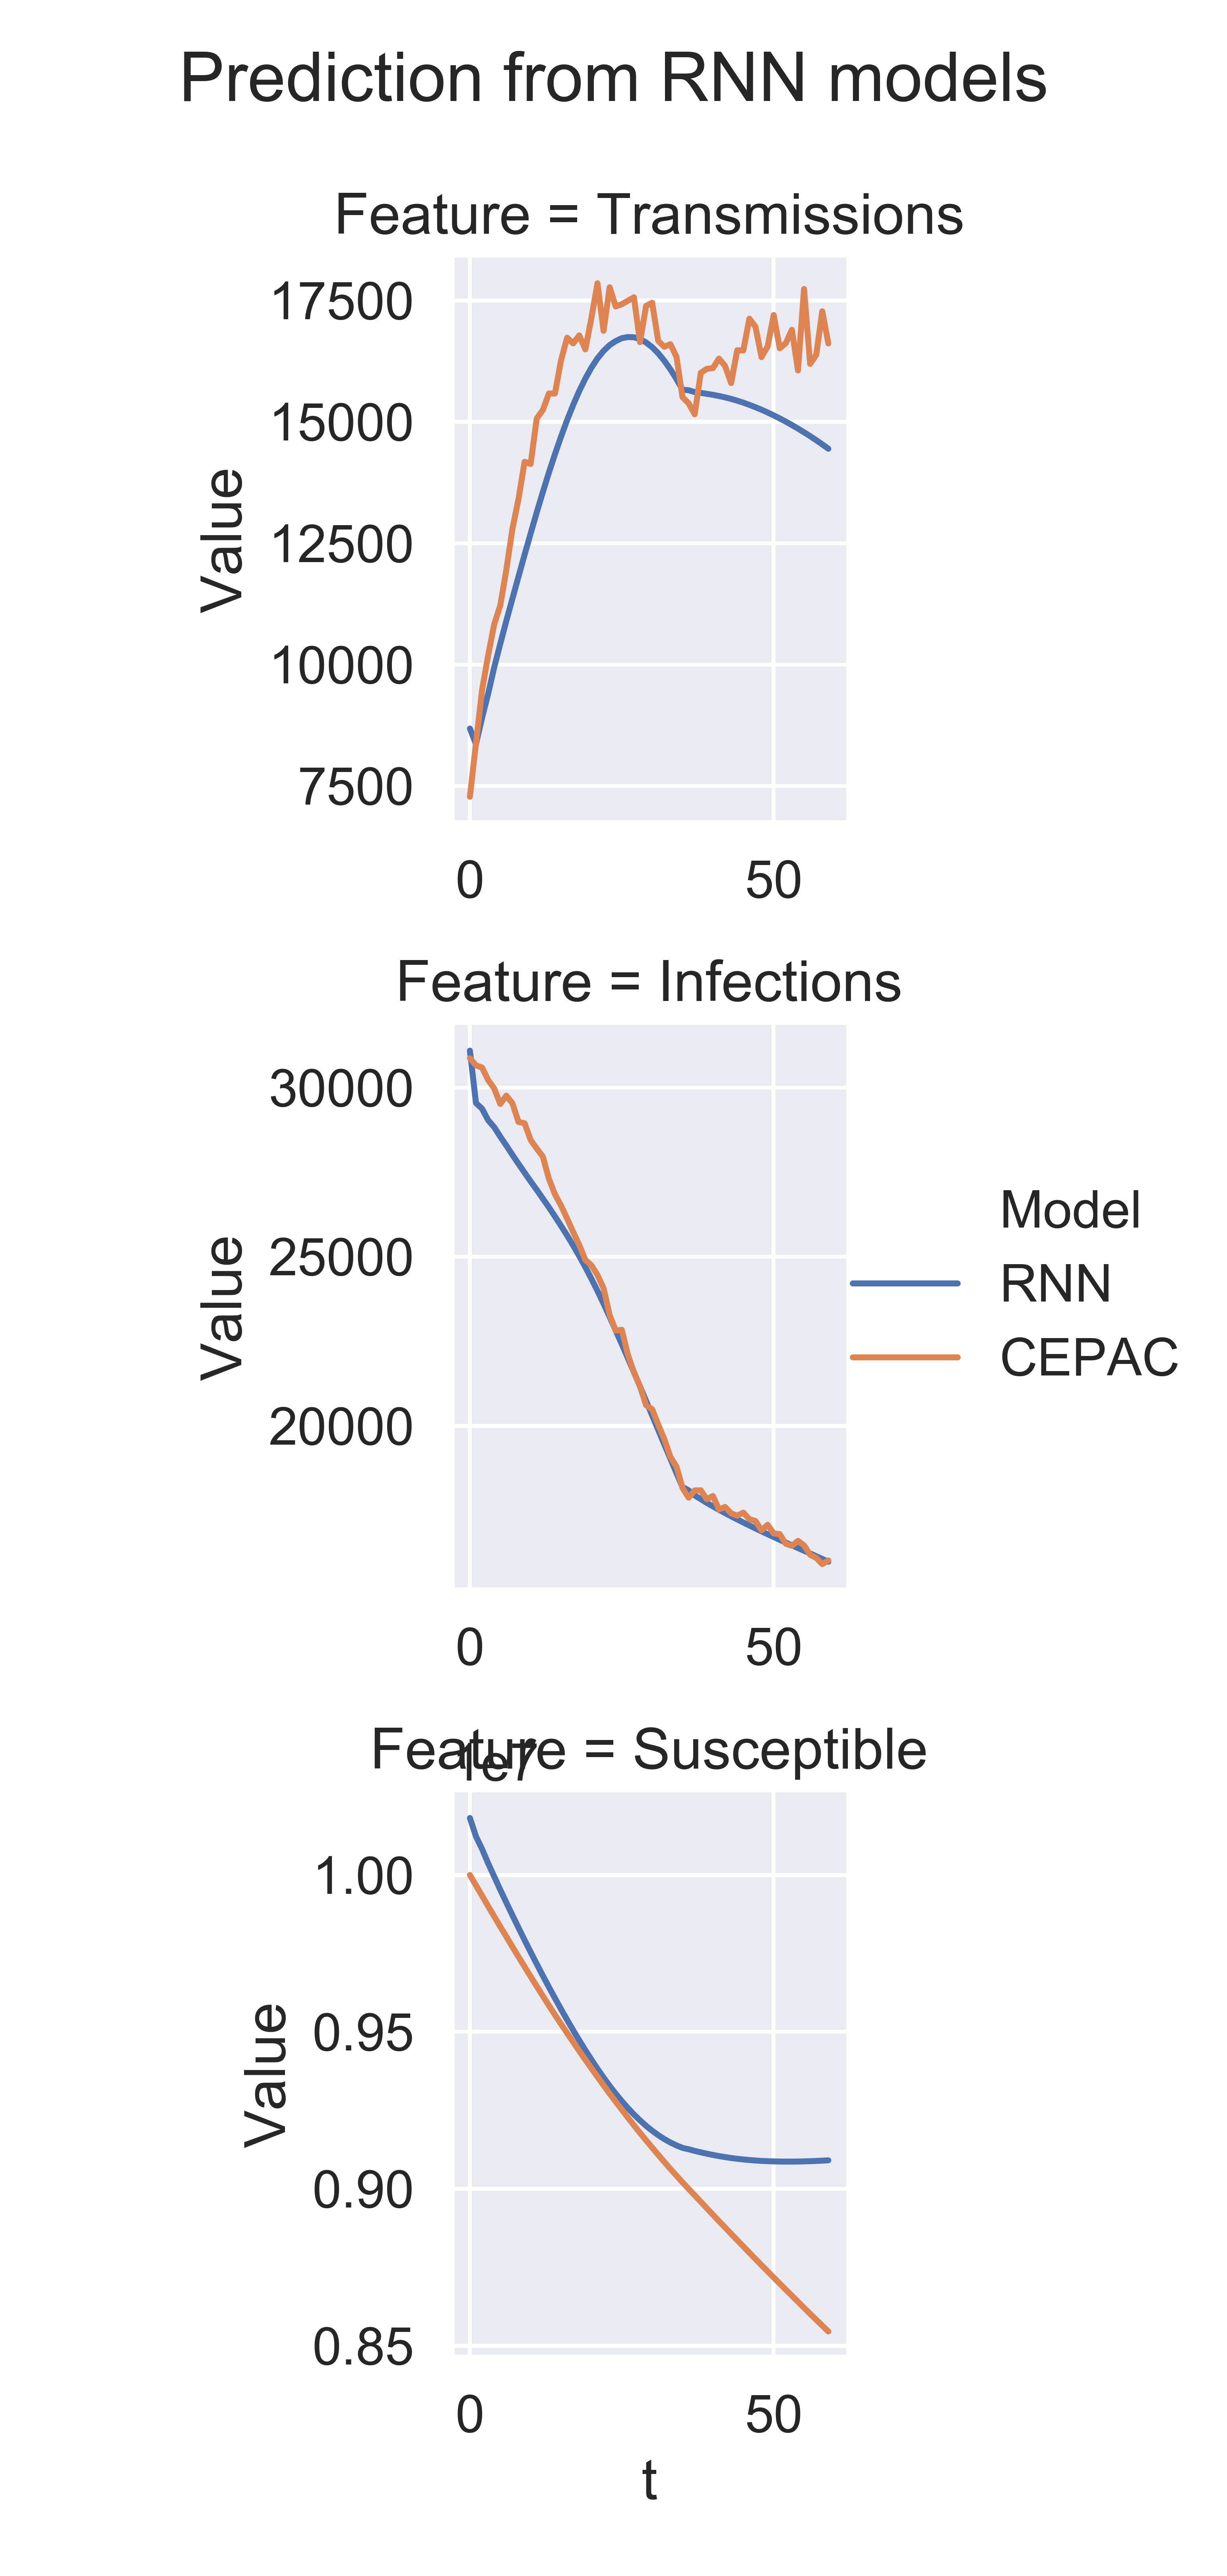 Prediction from RNN models
Feature = Transmissions
17500
15000
12500
10000
7500
Value
0 50
Feature = Infections
30000
25000
20000
Value
0 50
Model
RNN
CEPAC
Feature = Susceptible
1e7
1.00
0.95
0.90
0.85
Value
0 50
t